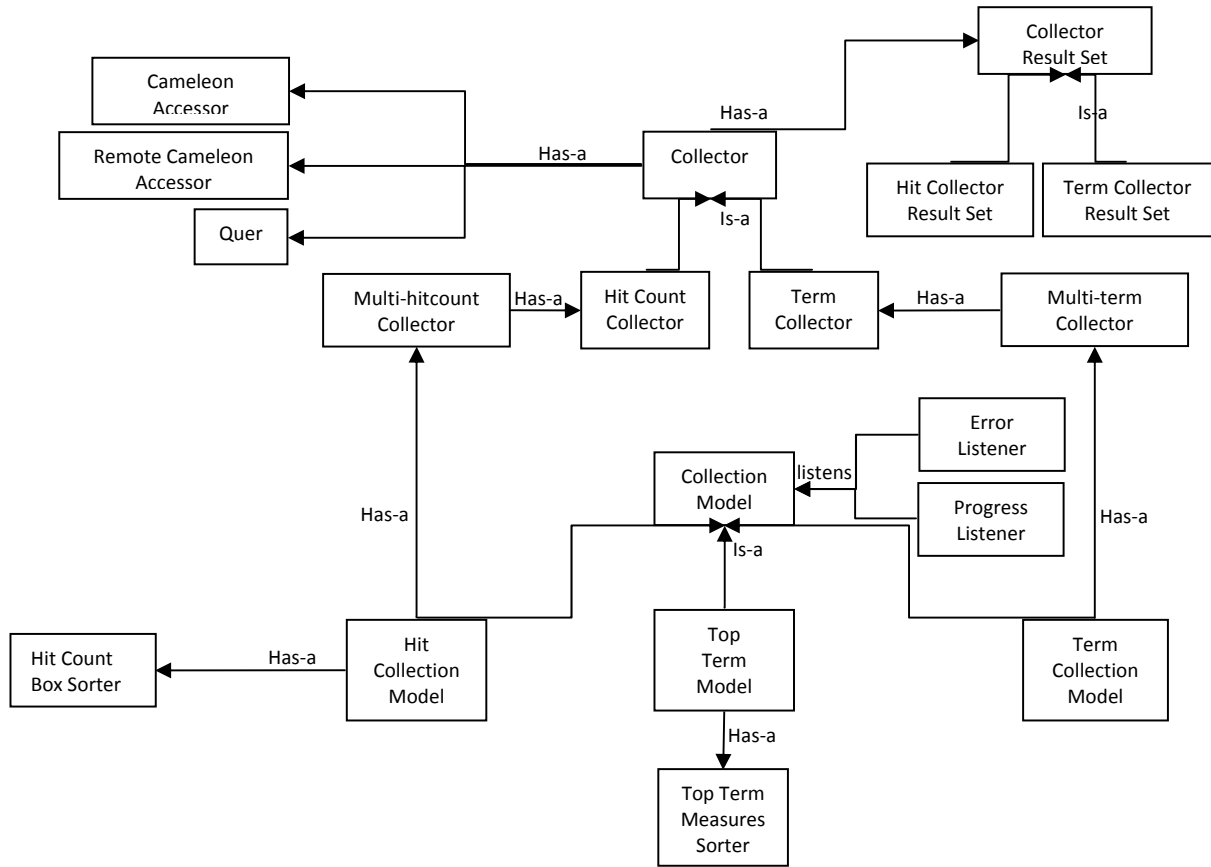 Collector
Result Set
Cameleon
Accessor
Has-a
Is-a
Remote Cameleon
Accessor
Has-a
Collector
Hit Collector
Result Set
Term Collector
Result Set
Quer
Is-a
Multi-hitcount
Collector
Has-a
Hit Count
Collector
Term
Collector
Has-a
Multi-term
Collector
Error
Listener
Collection
Model
listens
Progress
Listener
Has-a
Has-a
Is-a
Hit Count
Box Sorter
Has-a
Hit
Collection
Model
Top
Term
Model
Term
Collection
Model
Has-a
Top Term
Measures
Sorter